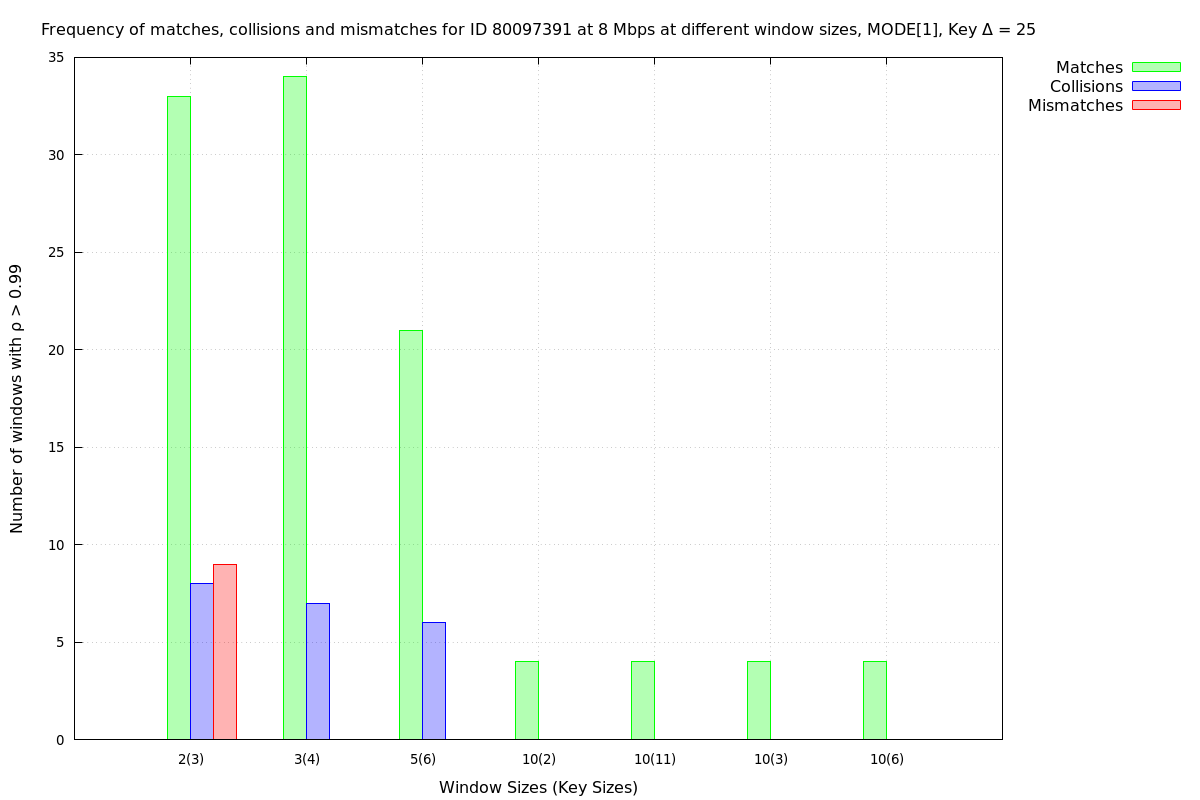 Frequency of matches, collisions and mismatches for ID 80097391 at 8 Mbps at different window sizes, MODE[1], Key Δ = 25
Matches
Collisions
Mismatches
Number of windows with ρ > 0.99
35
30
25
20
15
10
5
0
2(3) 3(4) 5(6) 10(2) 10(11) 10(3) 10(6)
Window Sizes (Key Sizes)